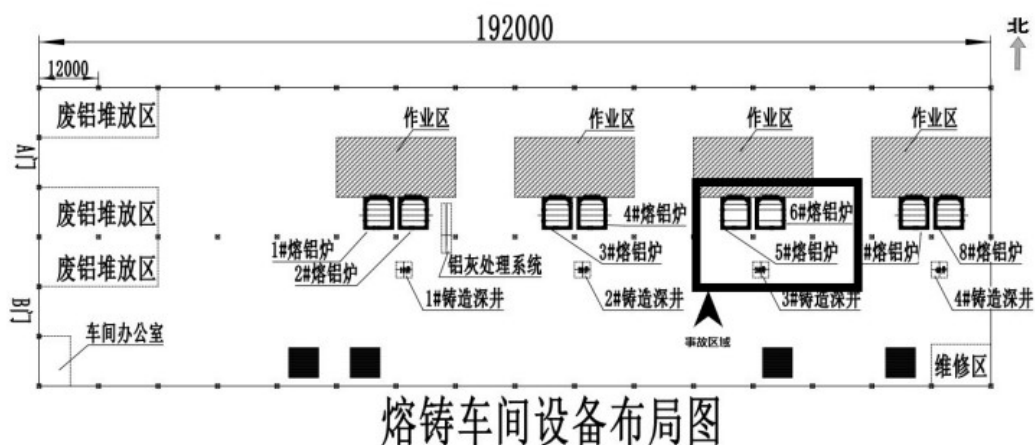 192000
北
12000
废铝堆放区
作业区
作业区
作业区
作业区
A门
废铝堆放区
4#熔铝炉
6#熔铝炉
1#熔铝炉
3#熔铝炉
5#熔铝炉
#熔铝炉
8#熔铝炉
2#熔铝炉
废铝堆放区
铝灰处理系统
1#铸造深井
2#铸造深井
3#铸造深井
4#铸造深井
B门
车间办公室
事故区域
维修区
熔铸车间设备布局图